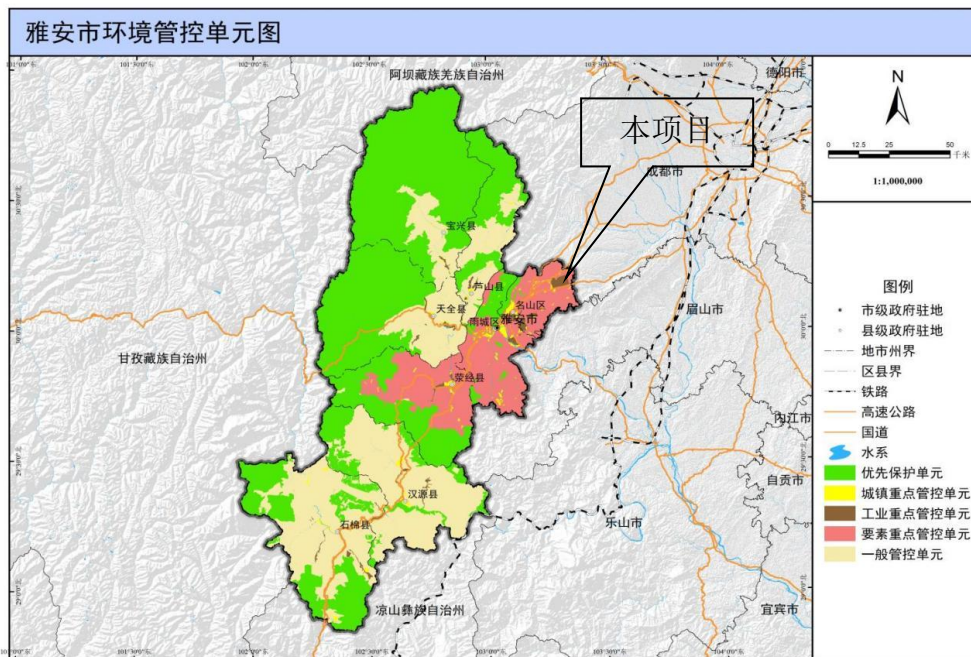 雅安市环境管控单元图
阿坝藏族羌族自治州
德阳市
本项目
成都市
宝兴县
芦山县
天全县
名山区
雨城区
雅安市
眉山市
甘孜藏族自治州
荥经县
内江市
自贡市
汉源县
石棉县
乐山市
凉山彝族自治州
宜宾市
N
0 12.5 25 50
千米
1:1,000,000
图例
市级政府驻地
县级政府驻地
地市州界
区县界
铁路
高速公路
国道
水系
优先保护单元
城镇重点管控单元
工业重点管控单元
要素重点管控单元
一般管控单元